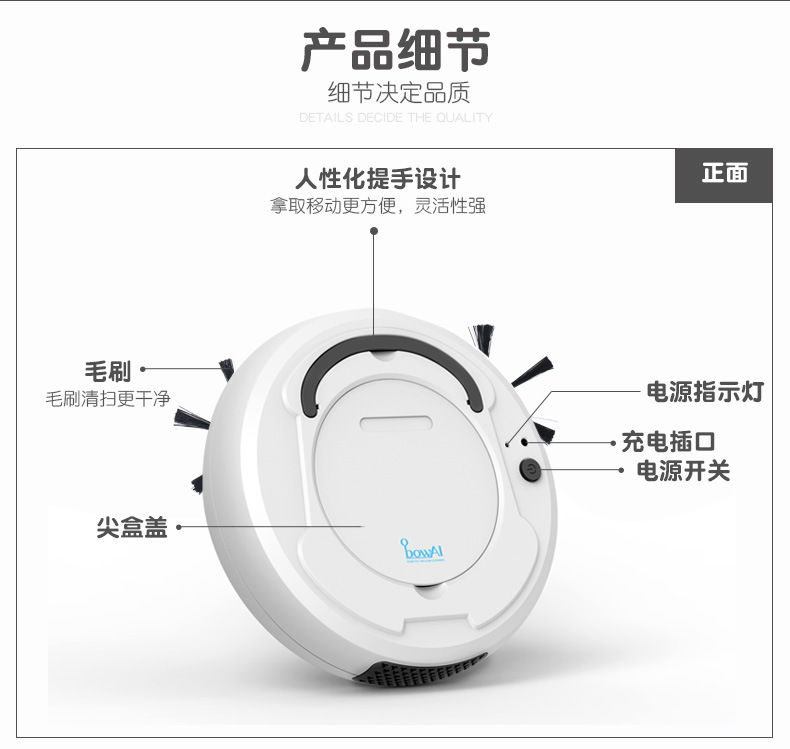 产品细节
细节决定品质
DETAILS DECIDE THE QUALITY
正面
人性化提手设计
拿取移动更方便，灵活性强
毛刷
毛刷清扫更干净
电源指示灯
充电插口
电源开关
尖盒盖
bowAI